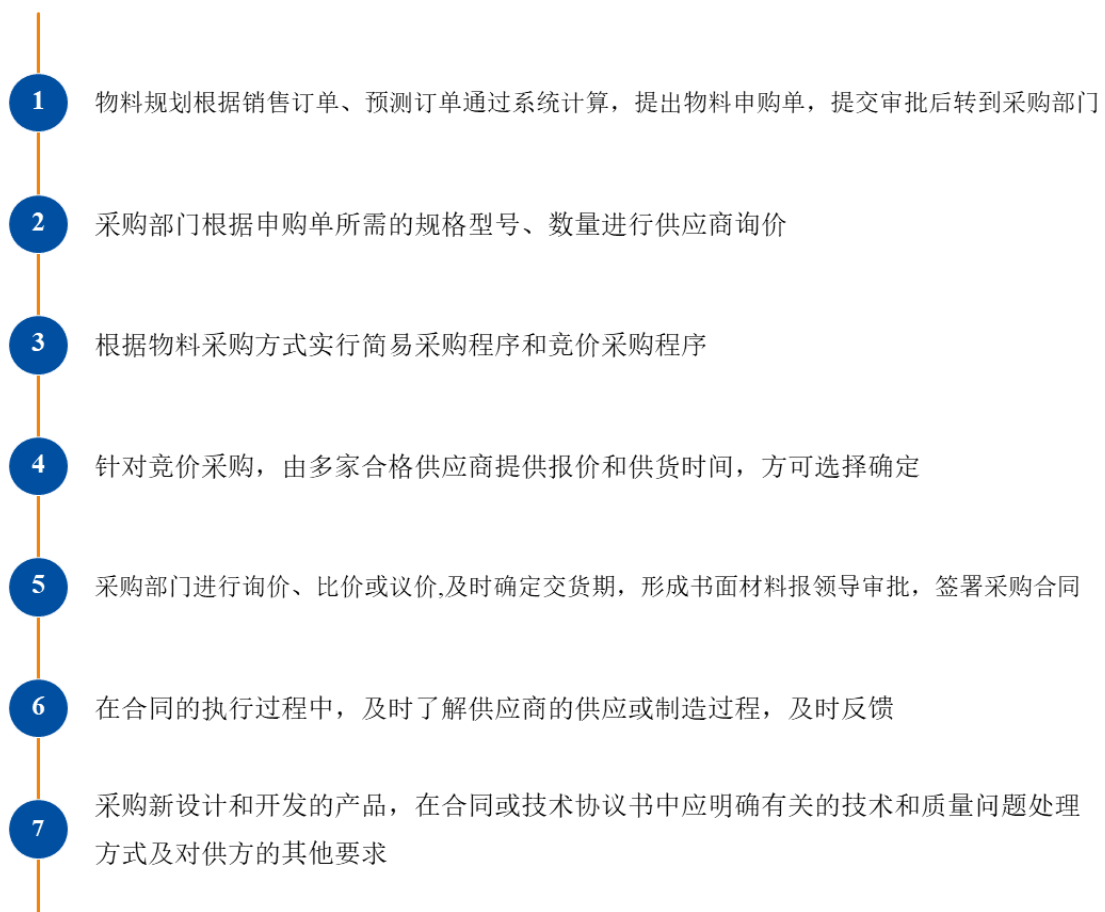 1
物料规划根据销售订单、预测订单通过系统计算，提出物料申购单，提交审批后转到采购部门
2
采购部门根据申购单所需的规格型号、数量进行供应商询价
3
根据物料采购方式实行简易采购程序和竞价采购程序
4
针对竞价采购，由多家合格供应商提供报价和供货时间，方可选择确定
5
采购部门进行询价、比价或议价,及时确定交货期，形成书面材料报领导审批，签署采购合同
6
在合同的执行过程中，及时了解供应商的供应或制造过程，及时反馈
7
采购新设计和开发的产品，在合同或技术协议书中应明确有关的技术和质量问题处理
方式及对供方的其他要求